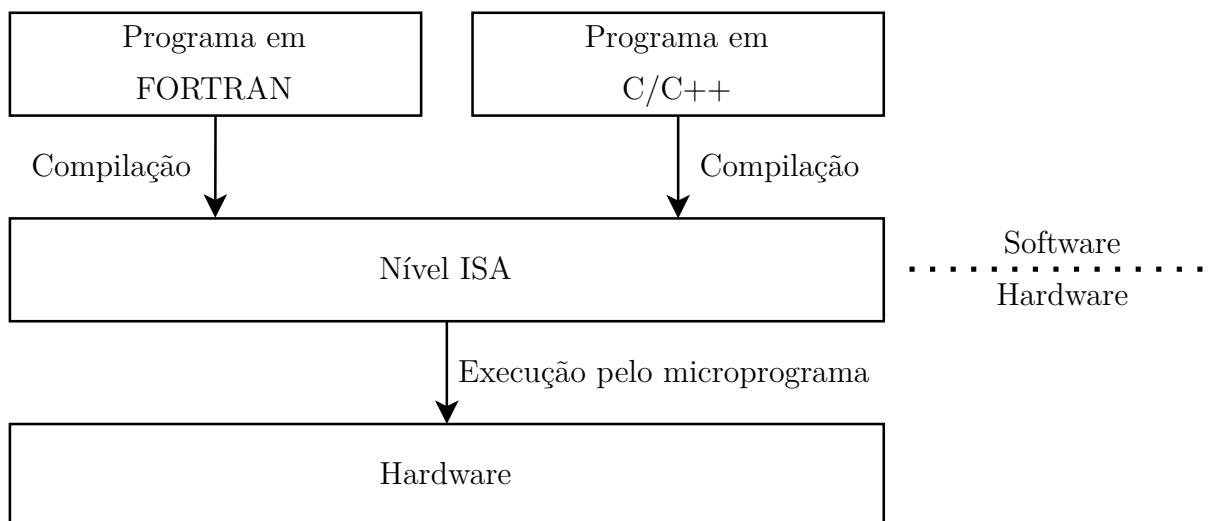 Programa em
FORTRAN
Programa em
C/C++
Compilação
Compilação
Nível ISA
Software
Hardware
Execução pelo microprograma
Hardware